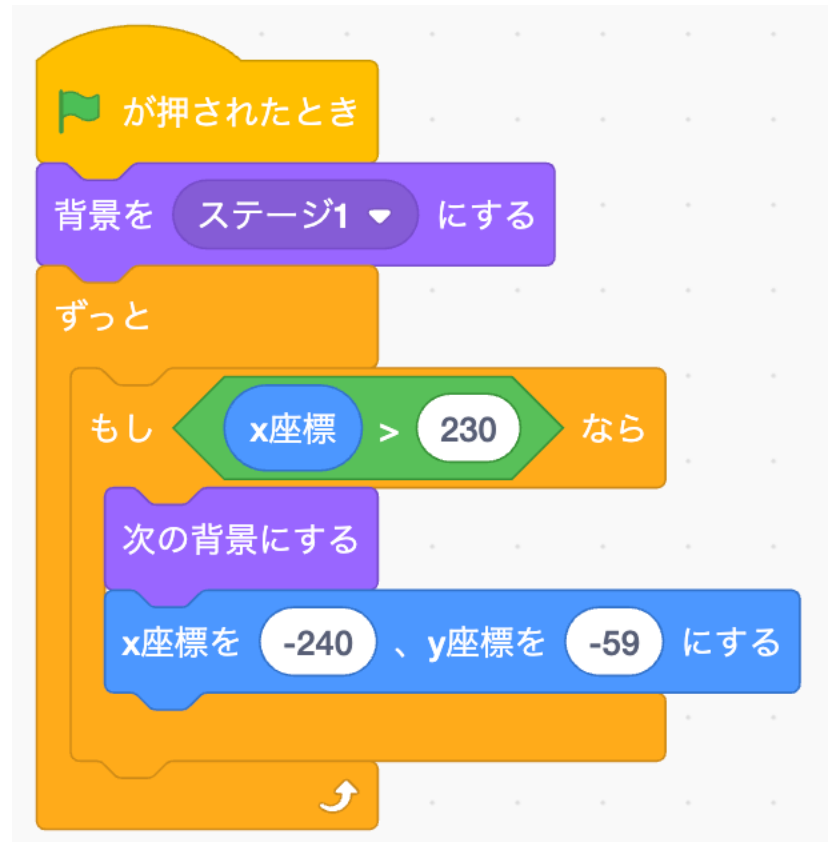 が押されたとき
背景を ステージ1 にする
ずっと
もし x座標 > 230 なら
次の背景にする
x座標を -240 、y座標を -59 にする